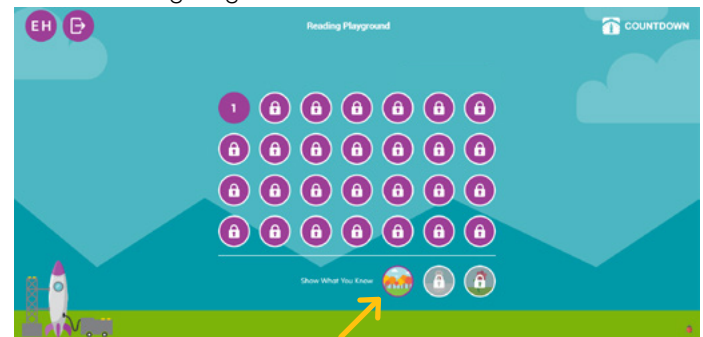 EH
Reading Playground
COUNTDOWN
1
Show What You Know